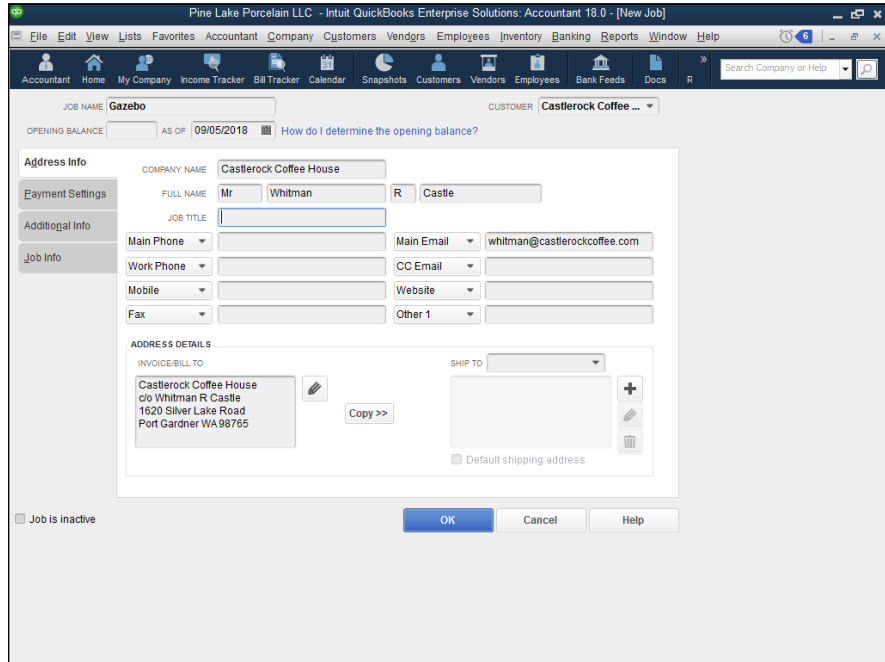 qb Pine Lake Porcelain LLC - Intuit QuickBooks Enterprise Solutions: Accountant 18.0 - [New Job]
File Edit View Lists Favorites Accountant Company Customers Vendors Employees Inventory Banking Reports Window Help 6
31
Accountant Home My Company Income Tracker Bill Tracker Calendar Snapshots Customers Vendors Employees Bank Feeds Docs R » Search Company or Help
JOB NAME Gazebo CUSTOMER Castlerock Coffee ...
OPENING BALANCE AS OF 09/05/2018 How do I determine the opening balance?
Address Info
Payment Settings
Additional Info
Job Info
COMPANY NAME Castlerock Coffee House
FULL NAME Mr Whitman R Castle
JOB TITLE
Main Phone Main Email whitman@castlerockcoffee.com
Work Phone CC Email
Mobile Website
Fax Other 1
ADDRESS DETAILS
INVOICE/BILL TO SHIP TO
Castlerock Coffee House
c/o Whitman R Castle
1620 Silver Lake Road
Port Gardner WA 98765
Copy >>
Default shipping address
Job is inactive OK Cancel Help